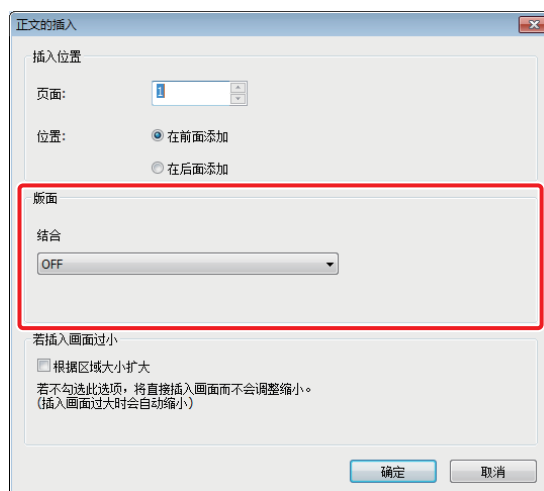 正文的插入
插入位置
页面:
1
位置:
在前面添加
在后面添加
版面
结合
OFF
若插入画面过小
根据区域大小扩大
若不勾选此选项，将直接插入画面而不会调整缩小。
(插入画面过大时会自动缩小)
确定
取消